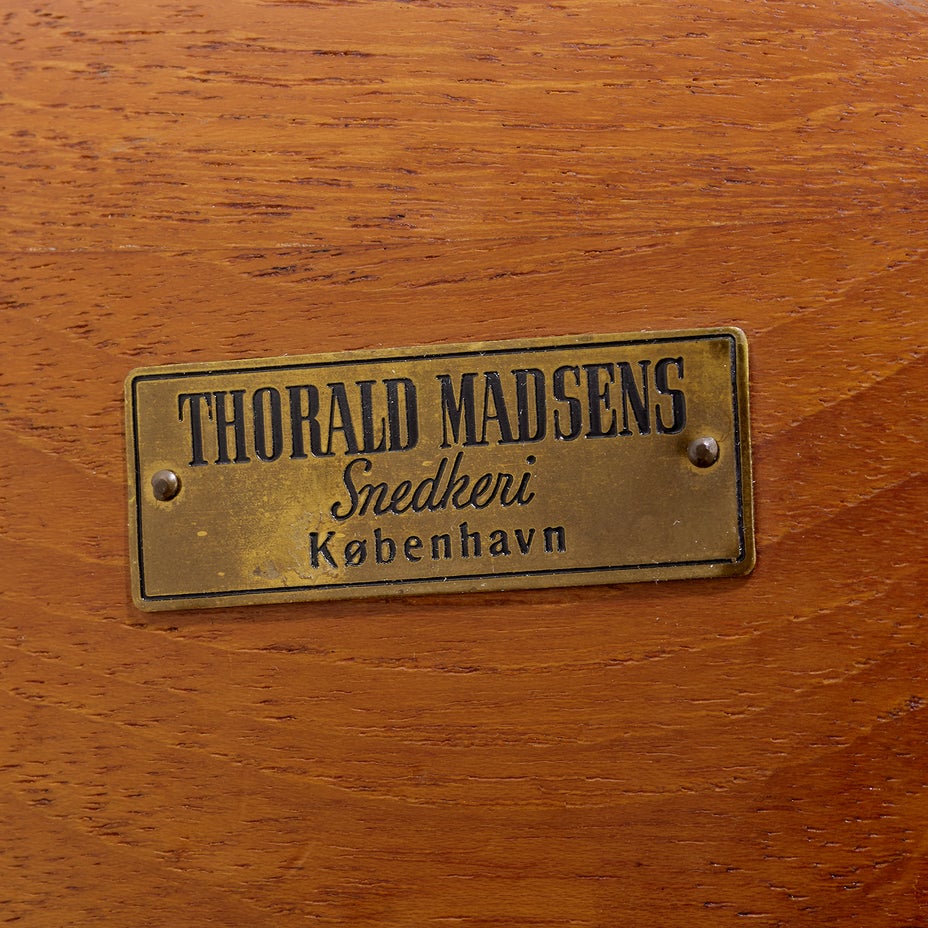 THORALD MADSENS
Snedkeri
København